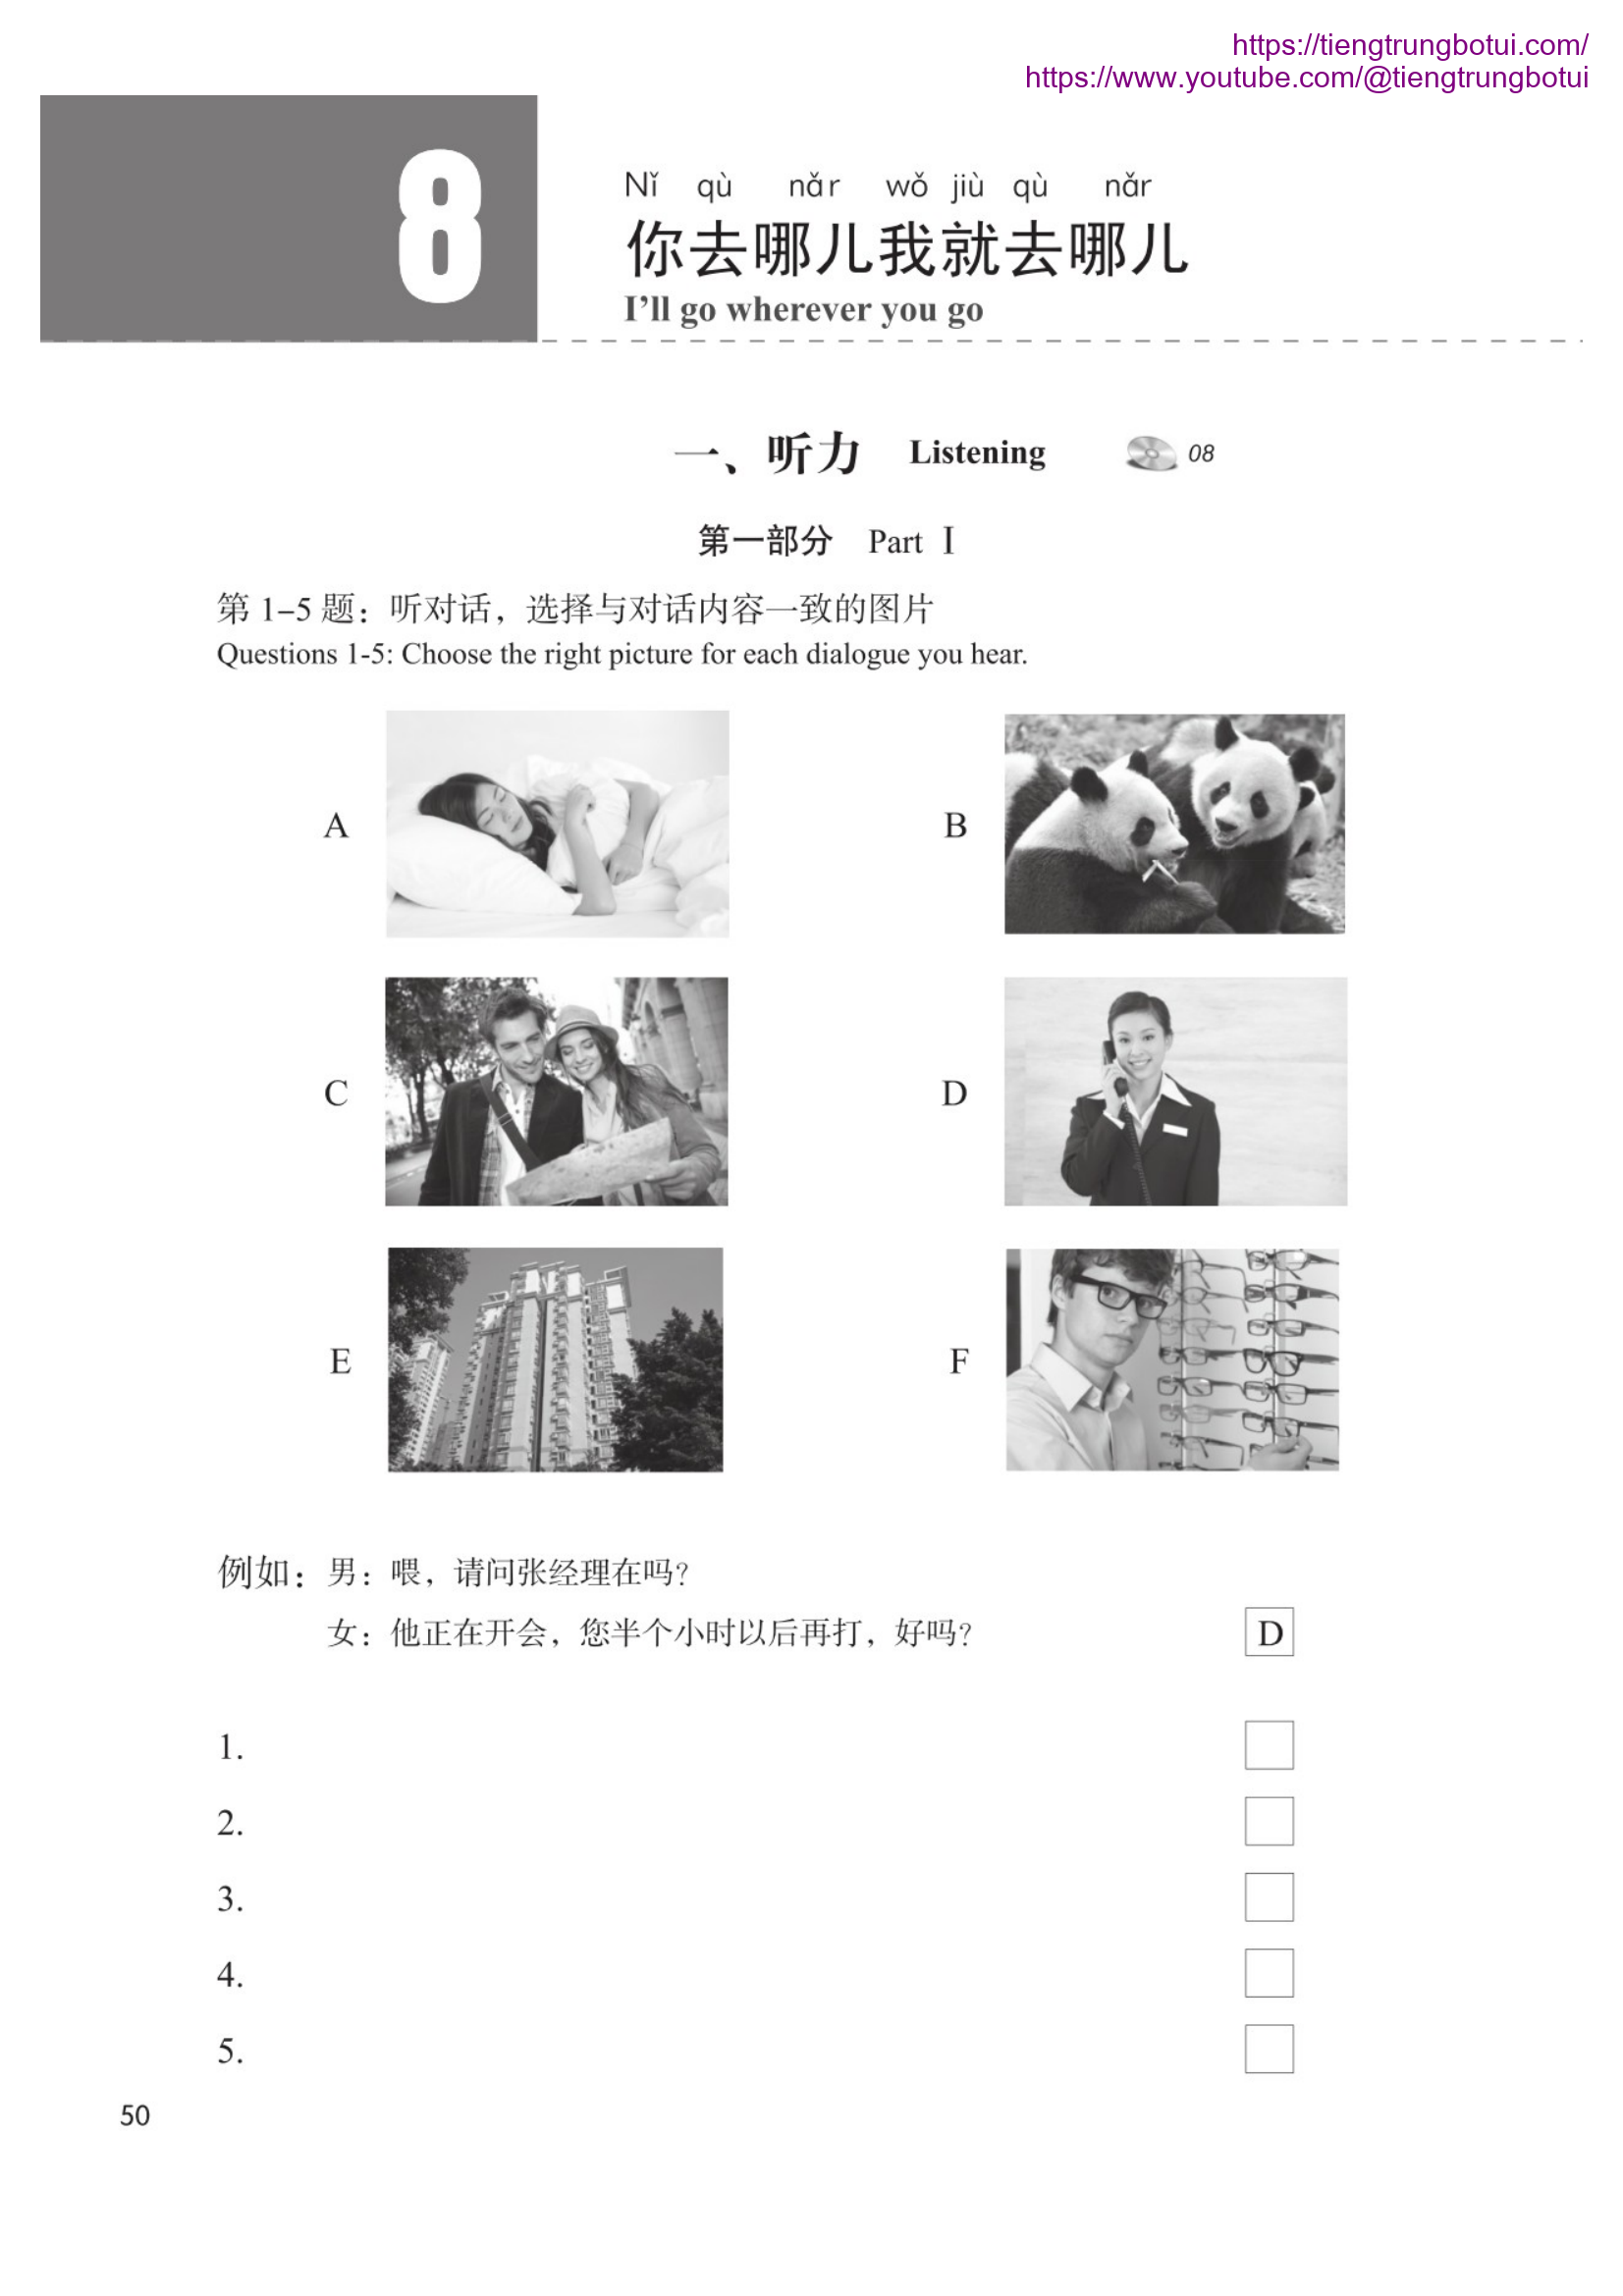 https://tiengtrungbotui.com/
https://www.youtube.com/@tiengtrungbotui
8
Nǐ qù nǎr wǒ jiù qù nǎr
你去哪儿我就去哪儿
I’ll go wherever you go
一、听力 Listening 08
第一部分 Part Ⅰ
第 1–5 题：听对话，选择与对话内容一致的图片
Questions 1-5: Choose the right picture for each dialogue you hear.
A
B
C
D
E
F
例如：男：喂，请问张经理在吗？
女：他正在开会，您半个小时以后再打，好吗？ D
1.
2.
3.
4.
5.
50